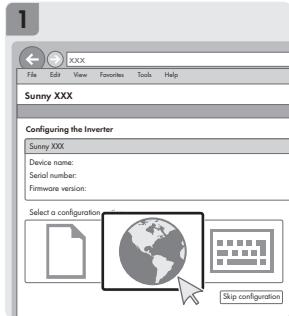 1
XXX
File Edit View Favorites Tools Help
Sunny XXX
Configuring the Inverter
Sunny XXX
Device name:
Serial number:
Firmware version:
Select a configuration
Skip configuration